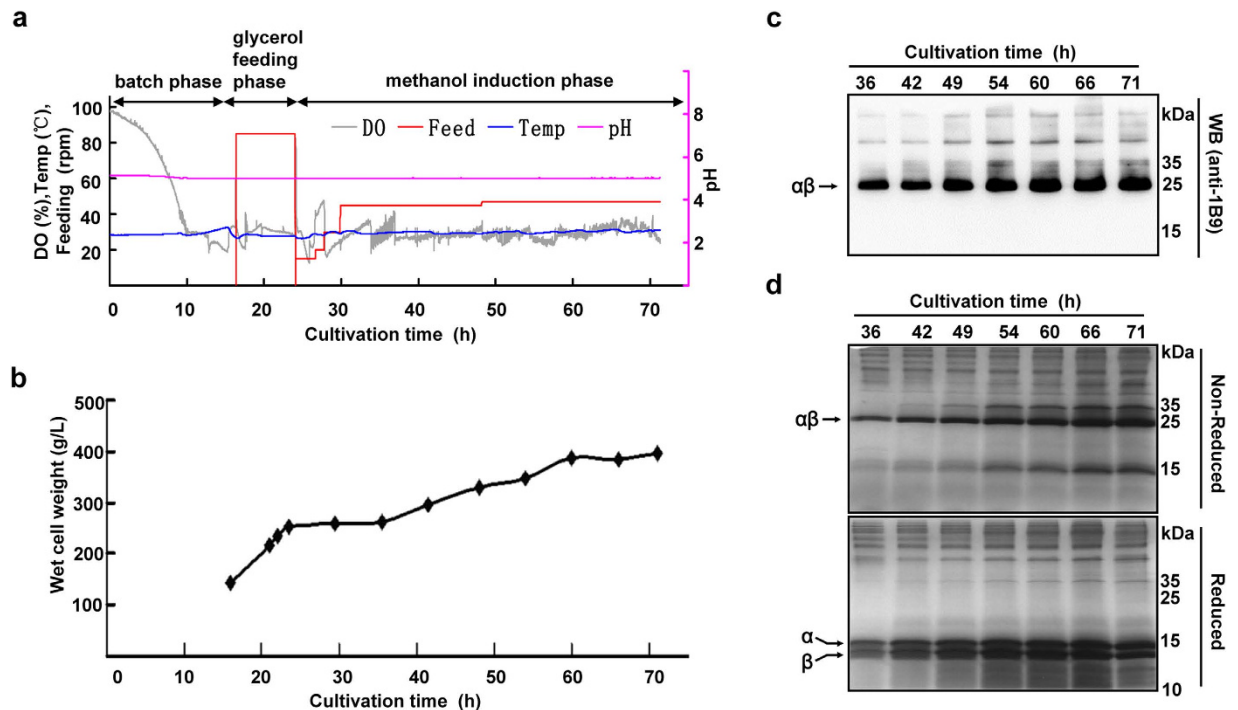 a
batch phase
glycerol
feeding
phase
methanol induction phase
DO Feed Temp pH
DO (%),Temp (℃),
Feeding (rpm)
100
80
60
40
20
8
6
4
2
pH
0 10 20 30 40 50 60 70
Cultivation time (h)
b
Wet cell weight (g/L)
500
400
300
200
100
0 10 20 30 40 50 60 70
Cultivation time (h)
c
Cultivation time (h)
36 42 49 54 60 66 71
kDa
35
25
15
αβ
WB (anti-1B9)
d
Cultivation time (h)
36 42 49 54 60 66 71
kDa
35
25
15
αβ
Non-Reduced
kDa
35
25
15
10
α
β
Reduced